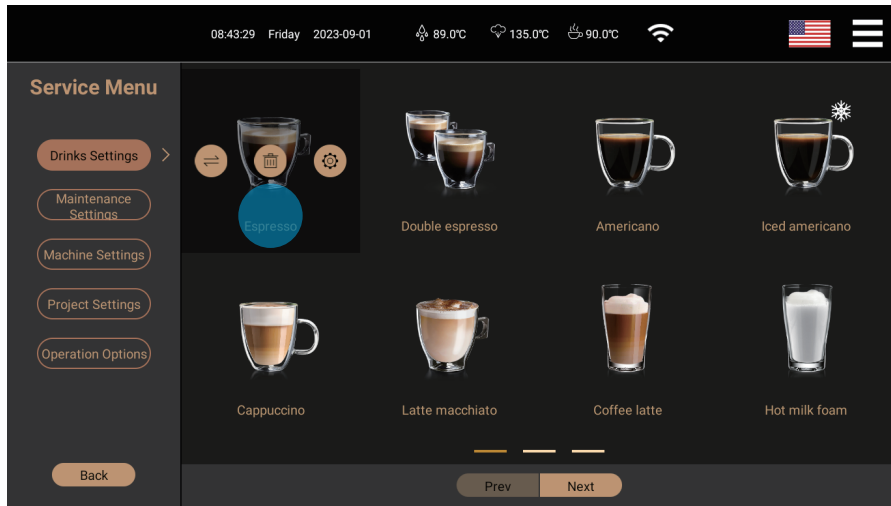 08:43:29 Friday 2023-09-01 89.0℃ 135.0℃ 90.0℃
Service Menu
Drinks Settings
Maintenance
Settings
Machine Settings
Project Settings
Operation Options
Back
Espresso
Double espresso
Americano
Iced americano
Cappuccino
Latte macchiato
Coffee latte
Hot milk foam
Prev
Next